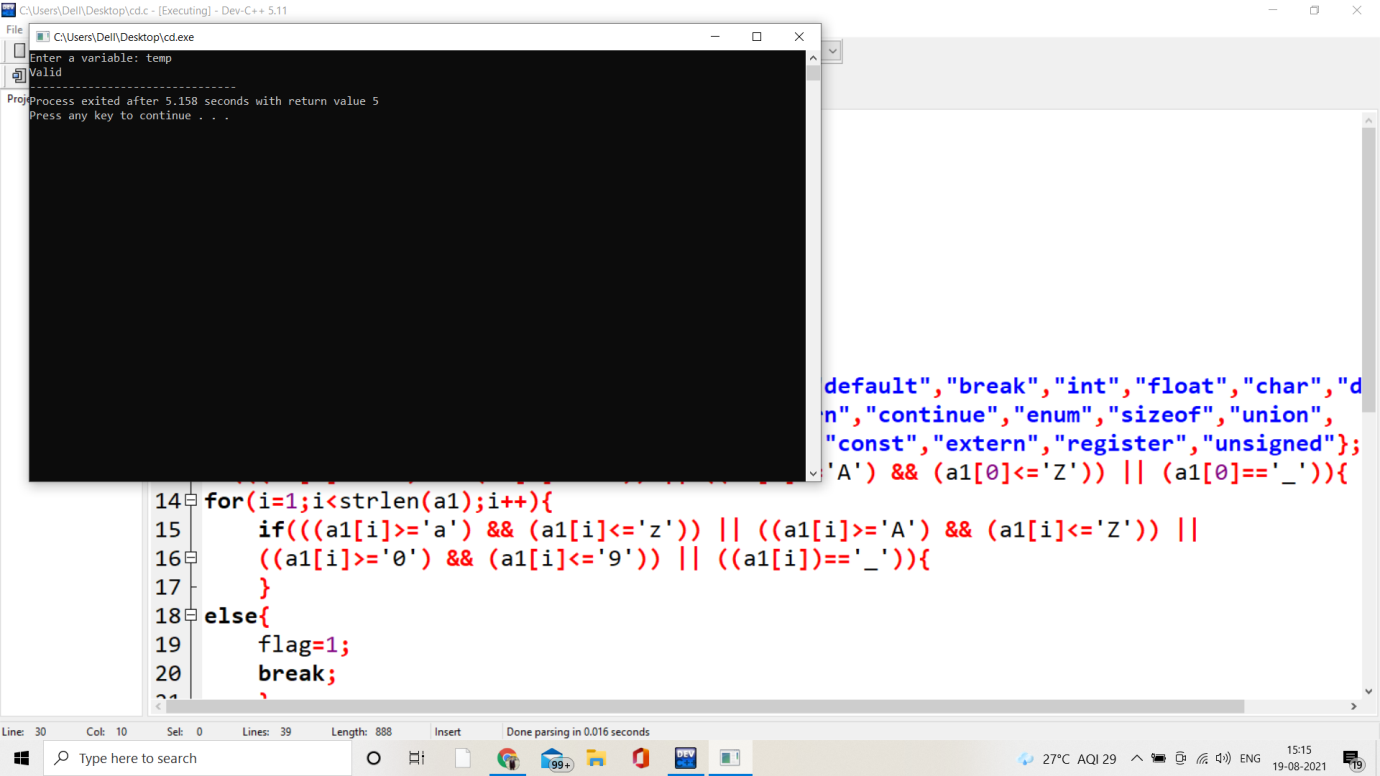 C:\Users\Dell\Desktop\cd.c - [Executing] - Dev-C++ 5.11
File
C:\Users\Dell\Desktop\cd.exe
Enter a variable: temp
Valid
--------------------------------
Process exited after 5.158 seconds with return value 5
Press any key to continue . . .
Proje
default","break","int","float","char","d
n","continue","enum","sizeof","union",
"const","extern","register","unsigned"};
'A') && (a1[0]<='Z')) || (a1[0]=='_')){
14 for(i=1;i<strlen(a1);i++){
15 if(((a1[i]>='a') && (a1[i]<='z')) || ((a1[i]>='A') && (a1[i]<='Z')) ||
16 ((a1[i]>='0') && (a1[i]<='9')) || ((a1[i])=='_')){
17 }
18 else{
19 flag=1;
20 break;
21 }
Line: 30 Col: 10 Sel: 0 Lines: 39 Length: 888 Insert Done parsing in 0.016 seconds
Type here to search
99+
DEV
27°C AQI 29
ENG
15:15
19-08-2021
19